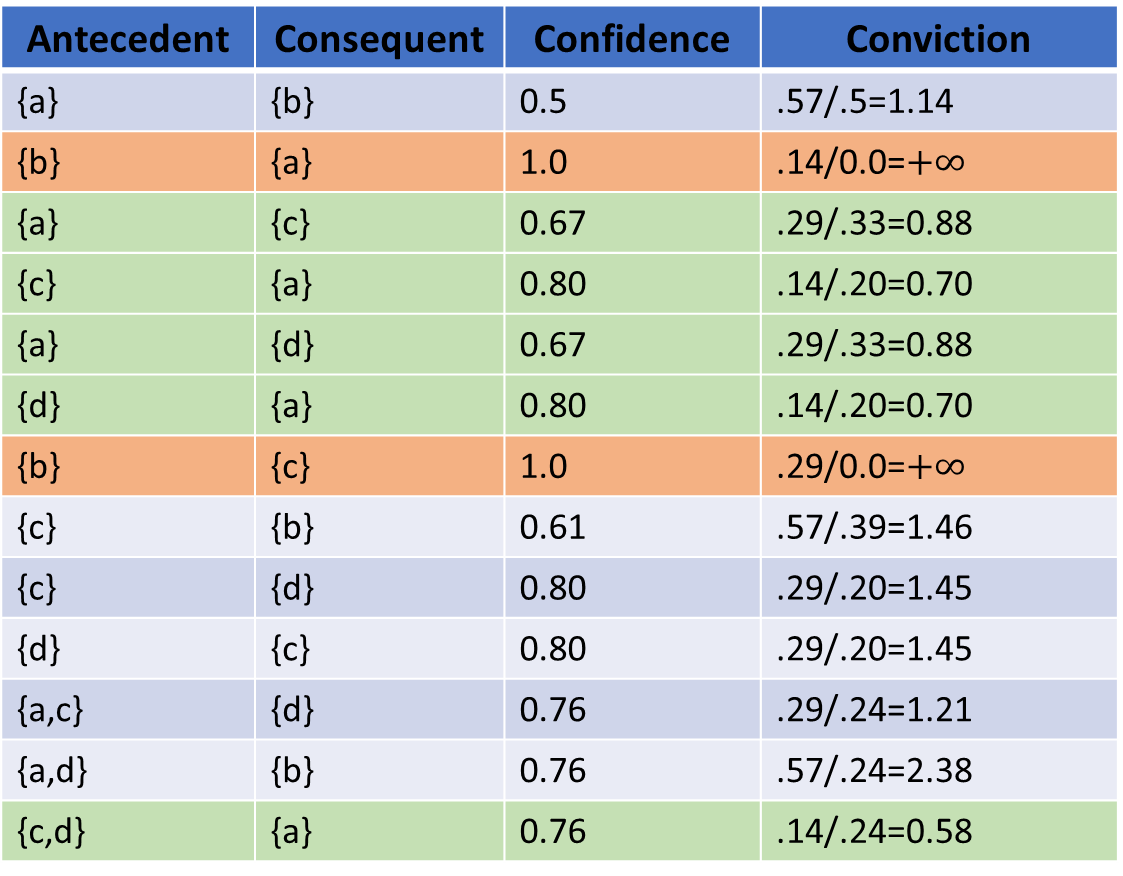 Antecedent Consequent Confidence Conviction
{a} {b} 0.5 .57/.5=1.14
{b} {a} 1.0 .14/0.0=+∞
{a} {c} 0.67 .29/.33=0.88
{c} {a} 0.80 .14/.20=0.70
{a} {d} 0.67 .29/.33=0.88
{d} {a} 0.80 .14/.20=0.70
{b} {c} 1.0 .29/0.0=+∞
{c} {b} 0.61 .57/.39=1.46
{c} {d} 0.80 .29/.20=1.45
{d} {c} 0.80 .29/.20=1.45
{a,c} {d} 0.76 .29/.24=1.21
{a,d} {b} 0.76 .57/.24=2.38
{c,d} {a} 0.76 .14/.24=0.58